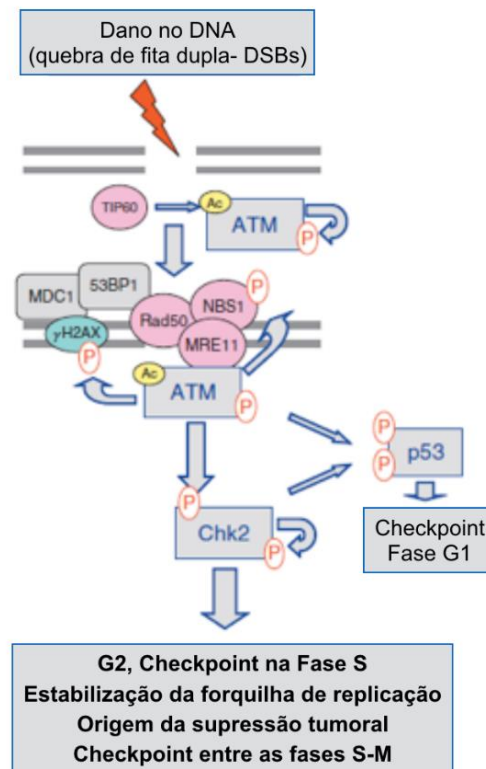 Dano no DNA
(quebra de fita dupla- DSBs)
TIP60
Ac
ATM
P
MDC1
53BP1
Rad50
NBS1
P
γH2AX
P
MRE11
Ac
ATM
P
P
P
p53
P
Chk2
P
Checkpoint
Fase G1
G2, Checkpoint na Fase S
Estabilização da forquilha de replicação
Origem da supressão tumoral
Checkpoint entre as fases S-M